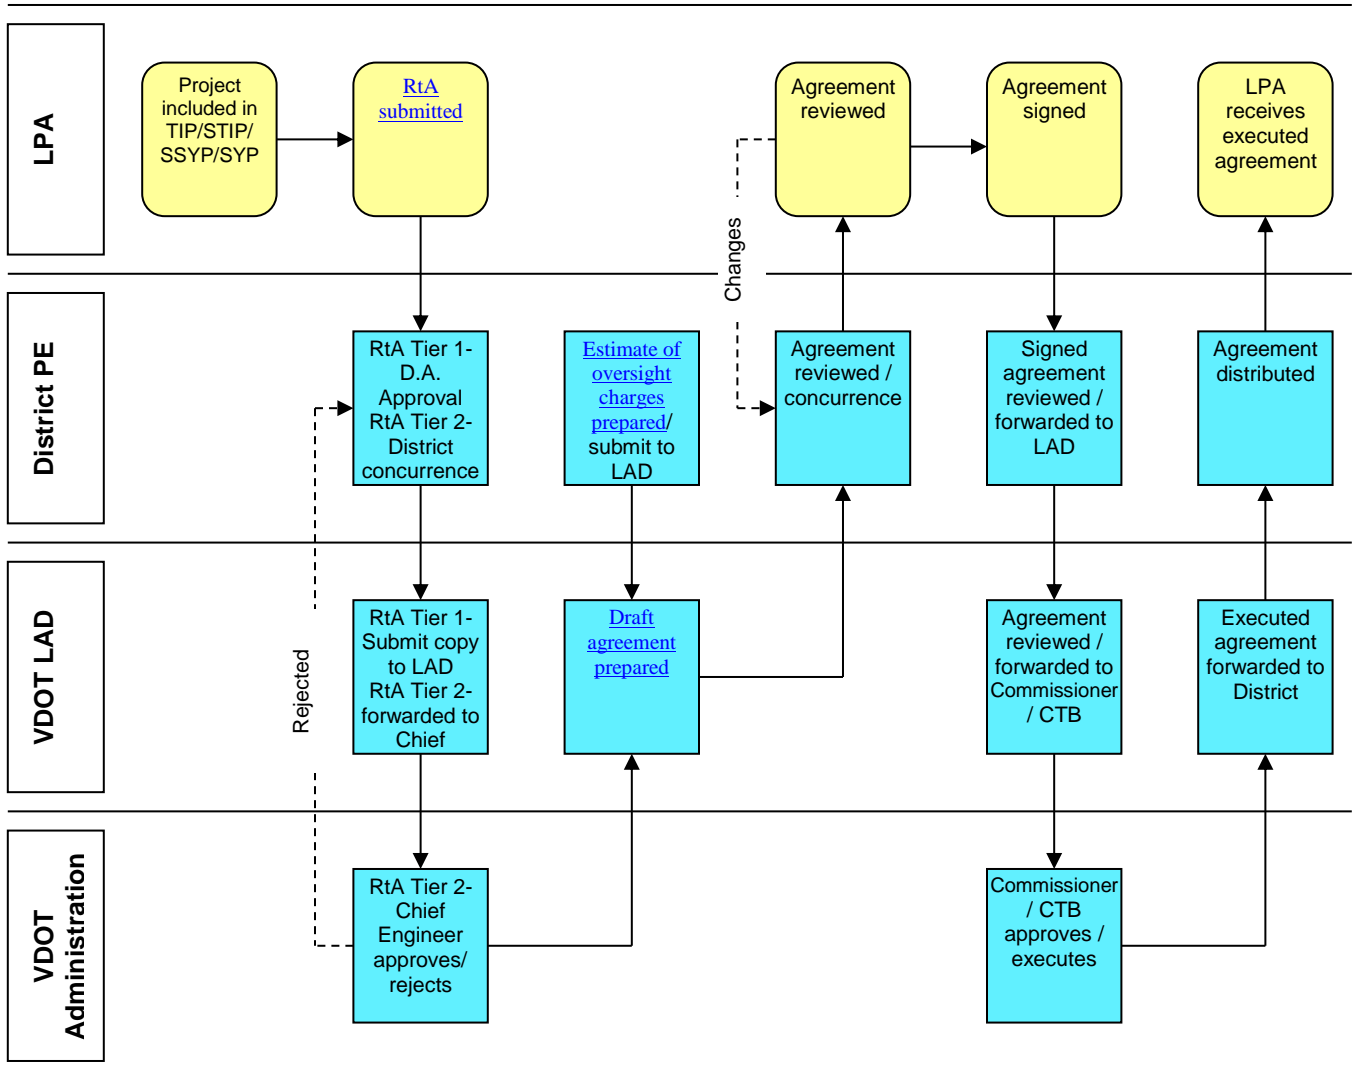 LPA
Project
included in
TIP/STIP/
SSYP/SYP
RtA
submitted
Agreement
reviewed
Agreement
signed
LPA
receives
executed
agreement
Changes
District PE
RtA Tier 1-
D.A.
Approval
RtA Tier 2-
District
concurrence
Estimate of
oversight
charges
prepared/
submit to
LAD
Agreement
reviewed /
concurrence
Signed
agreement
reviewed /
forwarded to
LAD
Agreement
distributed
VDOT LAD
Rejected
RtA Tier 1-
Submit copy
to LAD
RtA Tier 2-
forwarded to
Chief
Draft
agreement
prepared
Agreement
reviewed /
forwarded to
Commissioner
/ CTB
Executed
agreement
forwarded to
District
VDOT
Administration
RtA Tier 2-
Chief
Engineer
approves/
rejects
Commissioner
/ CTB
approves /
executes